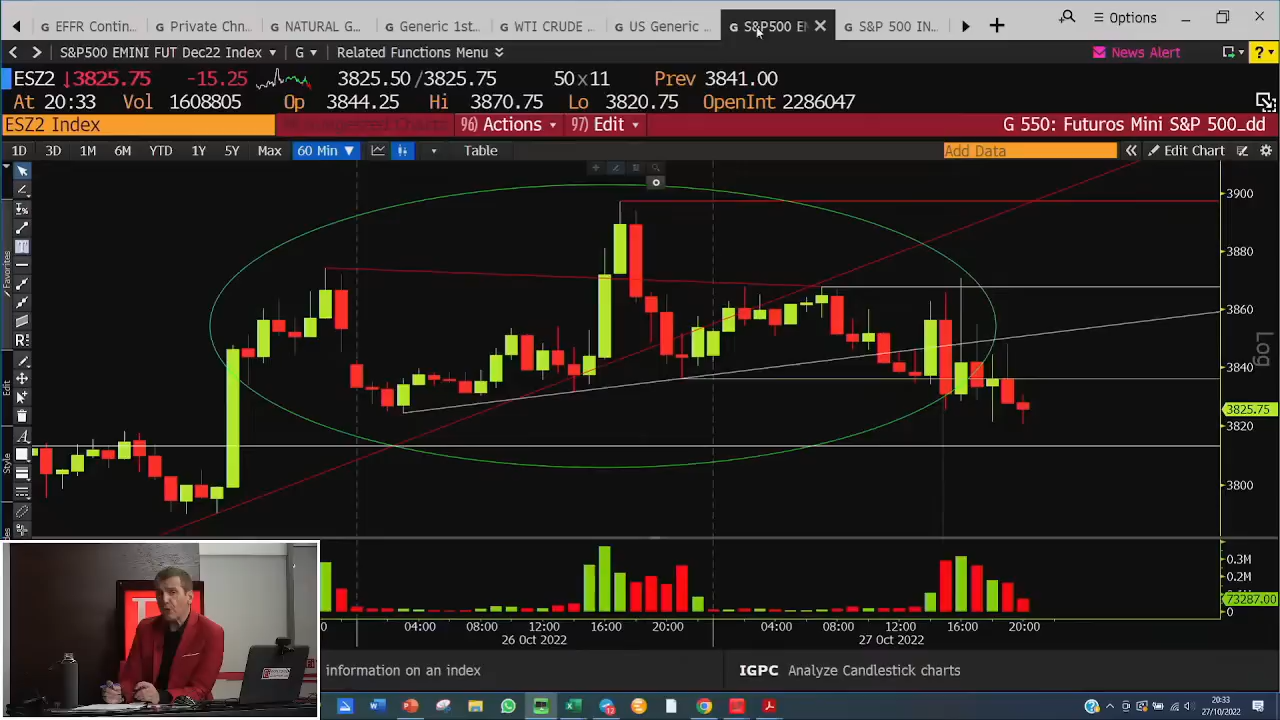 G EFFR Contin... G Private Chan... G NATURAL G... G Generic 1st... G WTI CRUDE ... G US Generic ... G S&P500 EM G S&P 500 IN... Options
S&P500 EMINI FUT Dec22 Index G Related Functions Menu News Alert ?
ESZ2 ↓3825.75 -15.25 3825.50 /3825.75 50x11 Prev 3841.00
At 20:33 Vol 1608805 Op 3844.25 Hi 3870.75 Lo 3820.75 OpenInt 2286047
ESZ2 Index 96) Actions 97) Edit G 550: Futuros Mini S&P 500_dd
1D 3D 1M 6M YTD 1Y 5Y Max 60 Min Table Add Data Edit Chart
Favorites
Edit
Style
3900
3880
3860
3840
3825.75
3820
3800
Log
0.3M
0.2M
73287.00
0
04:00 08:00 12:00 16:00 20:00 04:00 08:00 12:00 16:00 20:00
26 Oct 2022 27 Oct 2022
information on an index IGPC Analyze Candlestick charts
20:33
27/10/2022